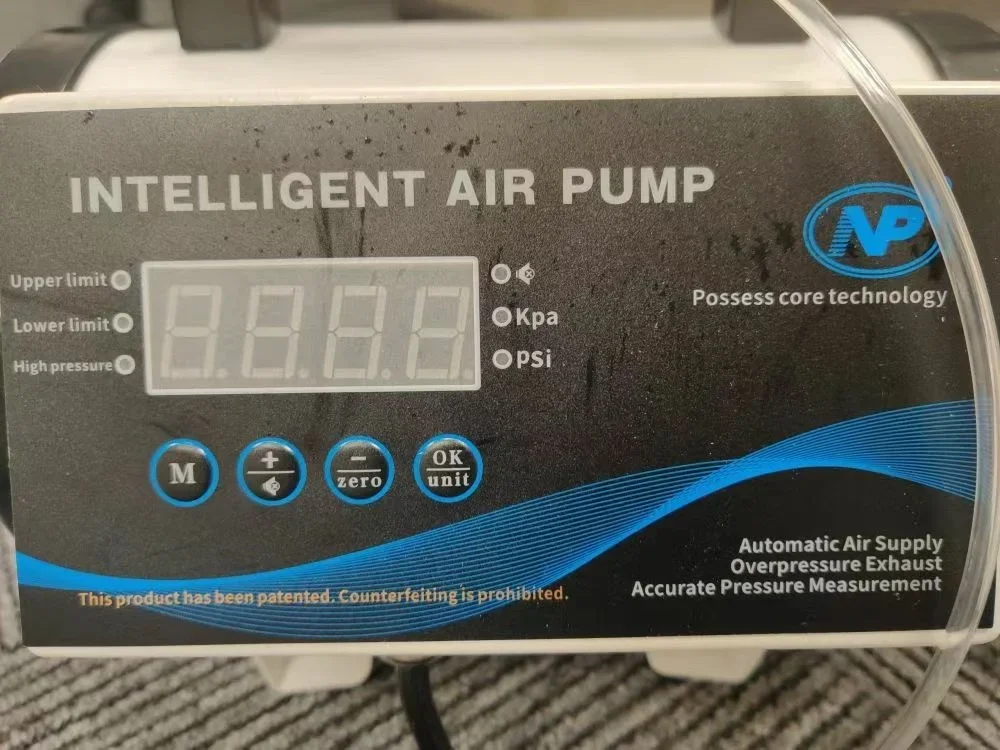 INTELLIGENT AIR PUMP
NP
Possess core technology
Upper limit
Lower limit
High pressure
Kpa
PSi
M
+
−
zero
OK
unit
Automatic Air Supply
Overpressure Exhaust
Accurate Pressure Measurement
This product has been patented. Counterfeiting is prohibited.